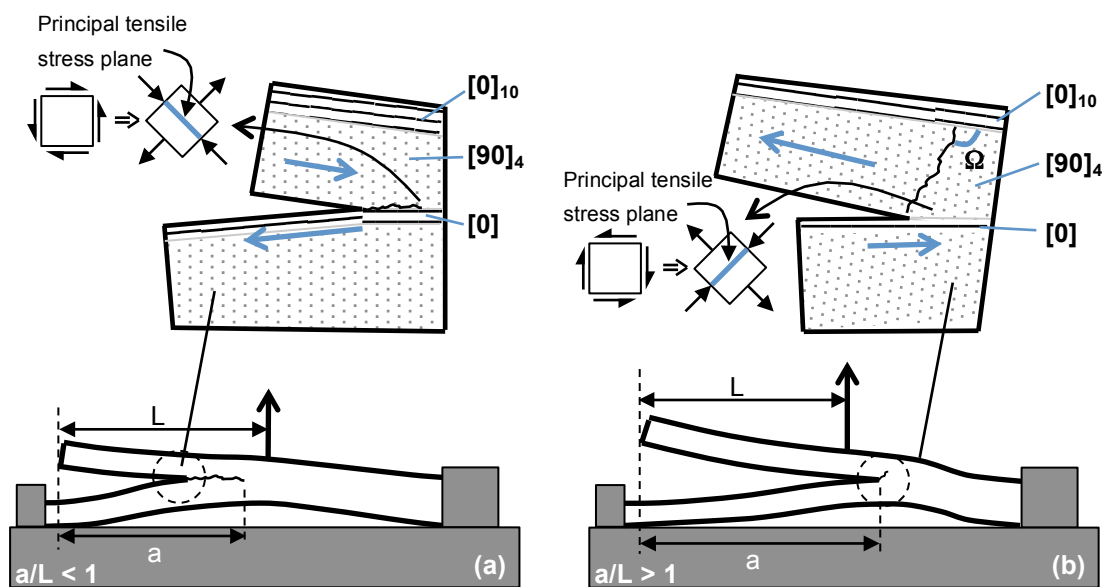 Principal tensile
stress plane
[0]10
[90]4
[0]
L
a
a/L < 1
(a)
[0]10
[90]4
Ω
Principal tensile
stress plane
[0]
L
a
a/L > 1
(b)